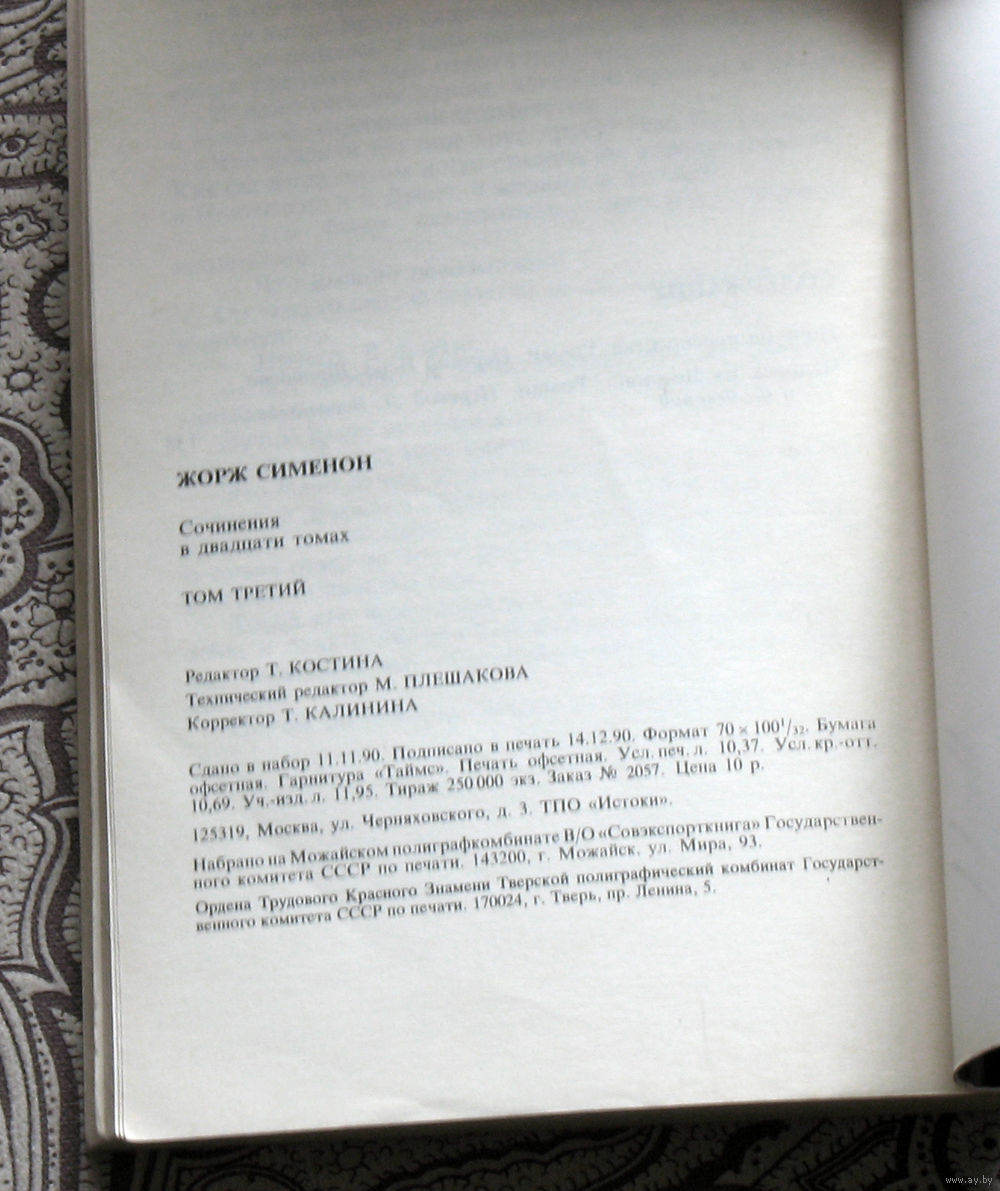 ЖОРЖ СИМЕНОН
Сочинения
в двадцати томах
ТОМ ТРЕТИЙ
Редактор Т. КОСТИНА
Технический редактор М. ПЛЕШАКОВА
Корректор Т. КАЛИНИНА
Сдано в набор 11.11.90. Подписано в печать 14.12.90. Формат 70 × 100¹/₃₂. Бумага
офсетная. Гарнитура «Таймс». Печать офсетная. Усл. печ. л. 10,37. Усл. кр.-отт.
10,69. Уч.-изд. л. 11,95. Тираж 250 000 экз. Заказ № 2057. Цена 10 р.
125319, Москва, ул. Черняховского, д. 3. ТПО «Истоки».
Набрано на Можайском полиграфкомбинате В/О «Совэкспорткнига» Государствен-
ного комитета СССР по печати. 143200, г. Можайск, ул. Мира, 93.
Ордена Трудового Красного Знамени Тверской полиграфический комбинат Государст-
венного комитета СССР по печати. 170024, г. Тверь, пр. Ленина, 5.
www.ay.by